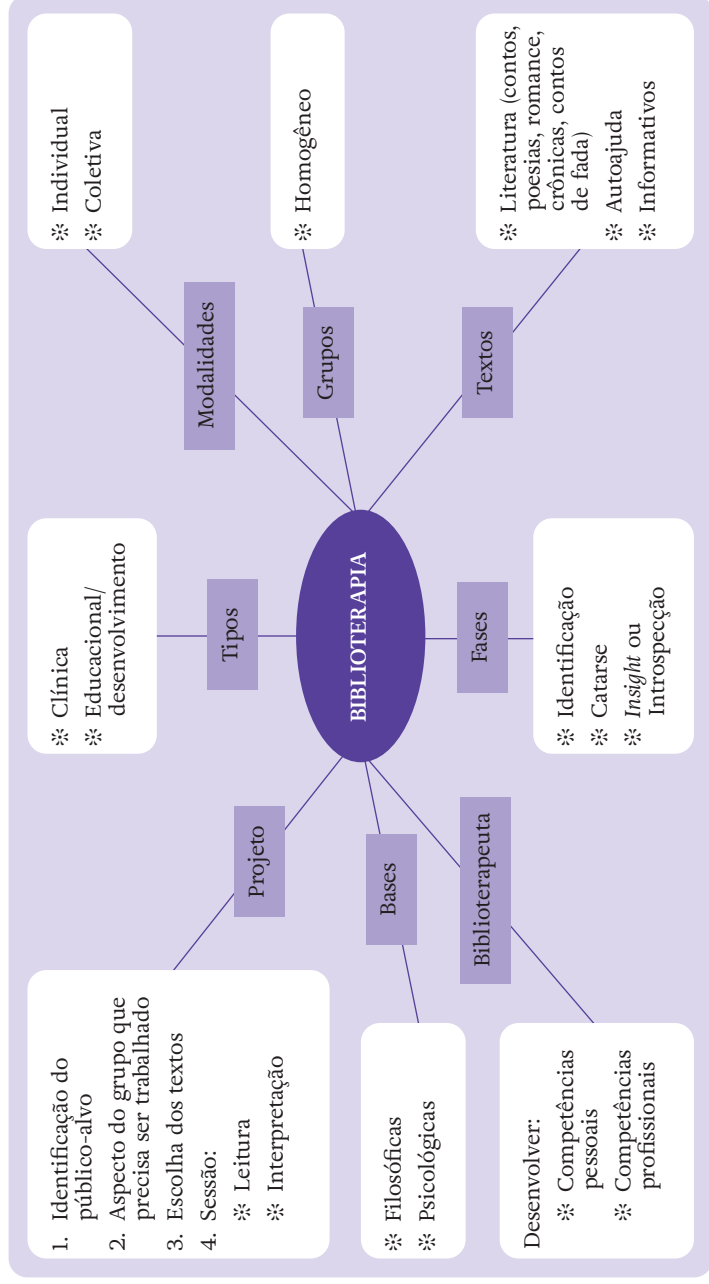 1. Identificação do
público-alvo
2. Aspecto do grupo que
precisa ser trabalhado
3. Escolha dos textos
4. Sessão:
❊ Leitura
❊ Interpretação
Projeto
❊ Clínica
❊ Educacional/
desenvolvimento
Tipos
❊ Individual
❊ Coletiva
Modalidades
❊ Filosóficas
❊ Psicológicas
Bases
BIBLIOTERAPIA
Grupos
❊ Homogêneo
Desenvolver:
❊ Competências
pessoais
❊ Competências
profissionais
Biblioterapeuta
Fases
❊ Identificação
❊ Catarse
❊ Insight ou
Introspecção
Textos
❊ Literatura (contos,
poesias, romance,
crônicas, contos
de fada)
❊ Autoajuda
❊ Informativos